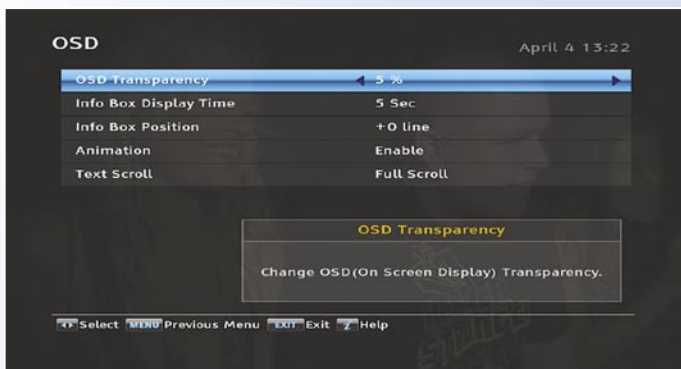 OSD
April 4 13:22
OSD Transparency 5 %
Info Box Display Time 5 Sec
Info Box Position +0 line
Animation Enable
Text Scroll Full Scroll
OSD Transparency
Change OSD(On Screen Display) Transparency.
Select MENU Previous Menu EXIT Exit i Help